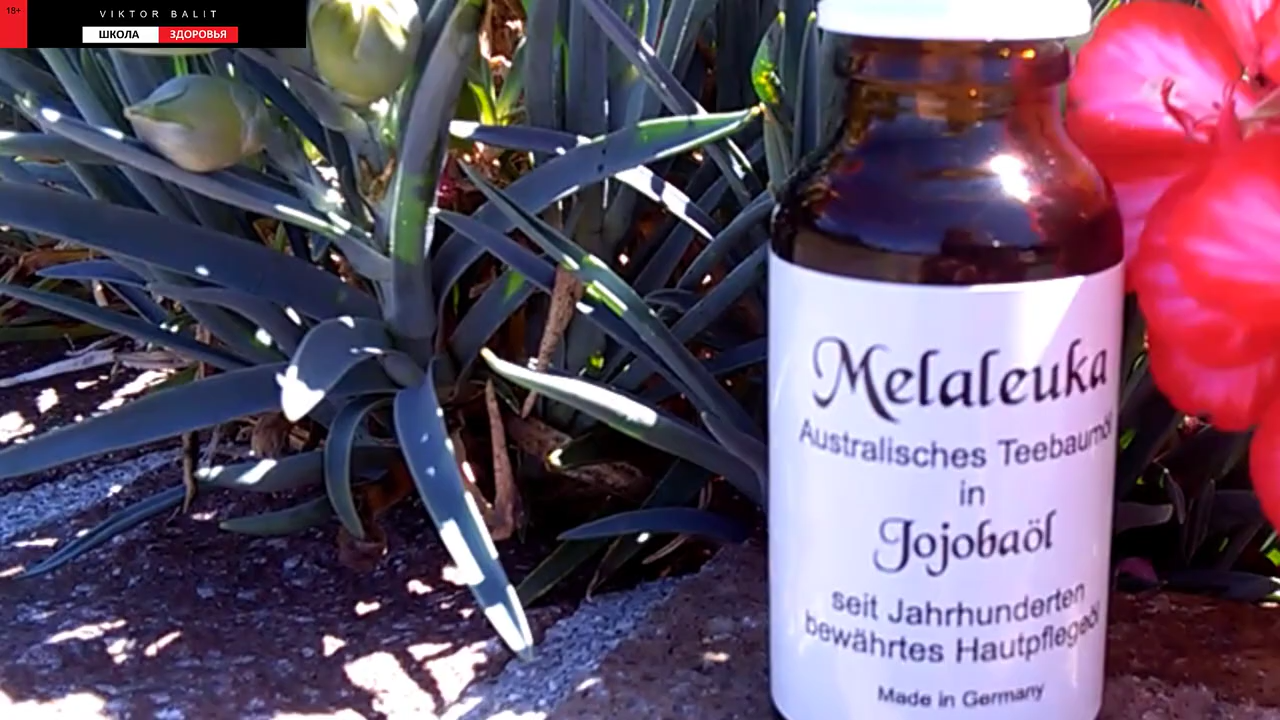 18+
VIKTOR BALIT
ШКОЛА ЗДОРОВЬЯ
Melaleuka
Australisches Teebaumöl
in
Jojobaöl
seit Jahrhunderten
bewährtes Hautpflegeöl
Made in Germany